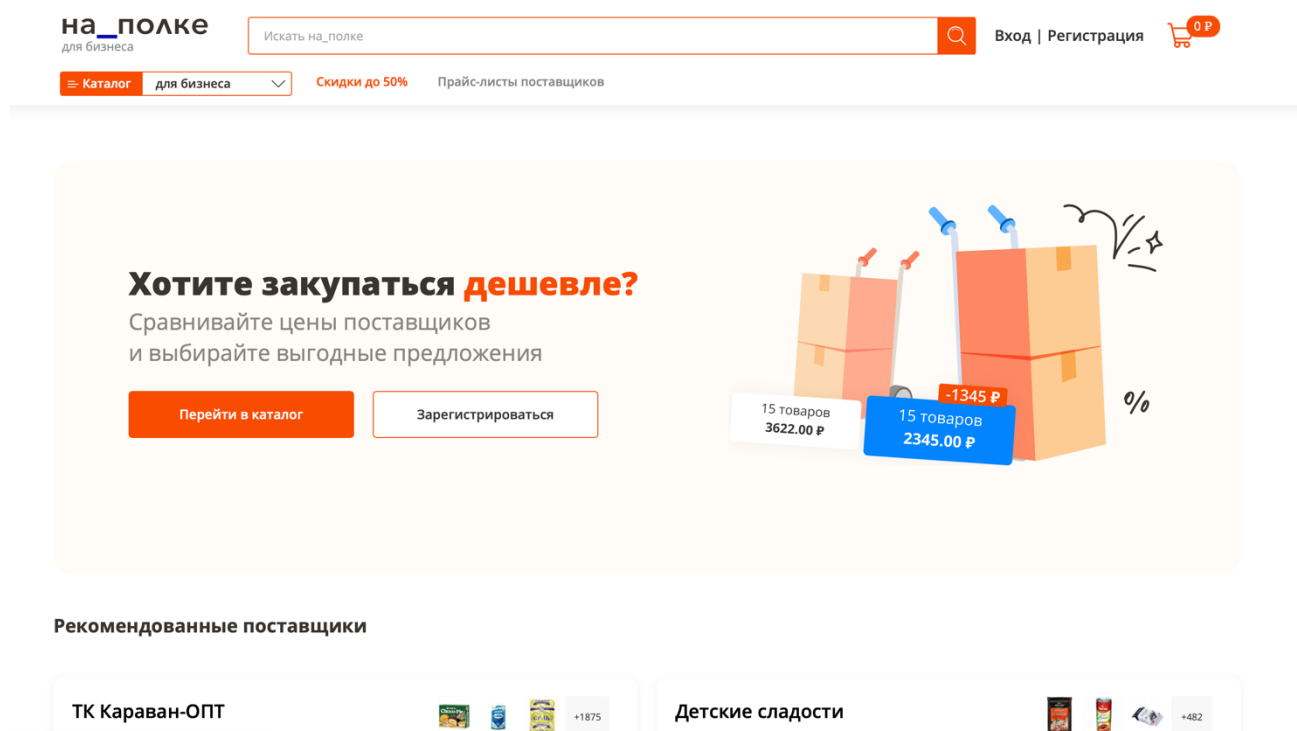 на_полке
для бизнеса
Искать на_полке
Вход | Регистрация
0 ₽
Каталог
для бизнеса
Скидки до 50%
Прайс-листы поставщиков
Хотите закупаться дешевле?
Сравнивайте цены поставщиков
и выбирайте выгодные предложения
Перейти в каталог
Зарегистрироваться
-1345 ₽
15 товаров
3622.00 ₽
15 товаров
2345.00 ₽
%
Рекомендованные поставщики
ТК Караван-ОПТ
+1875
Детские сладости
+482